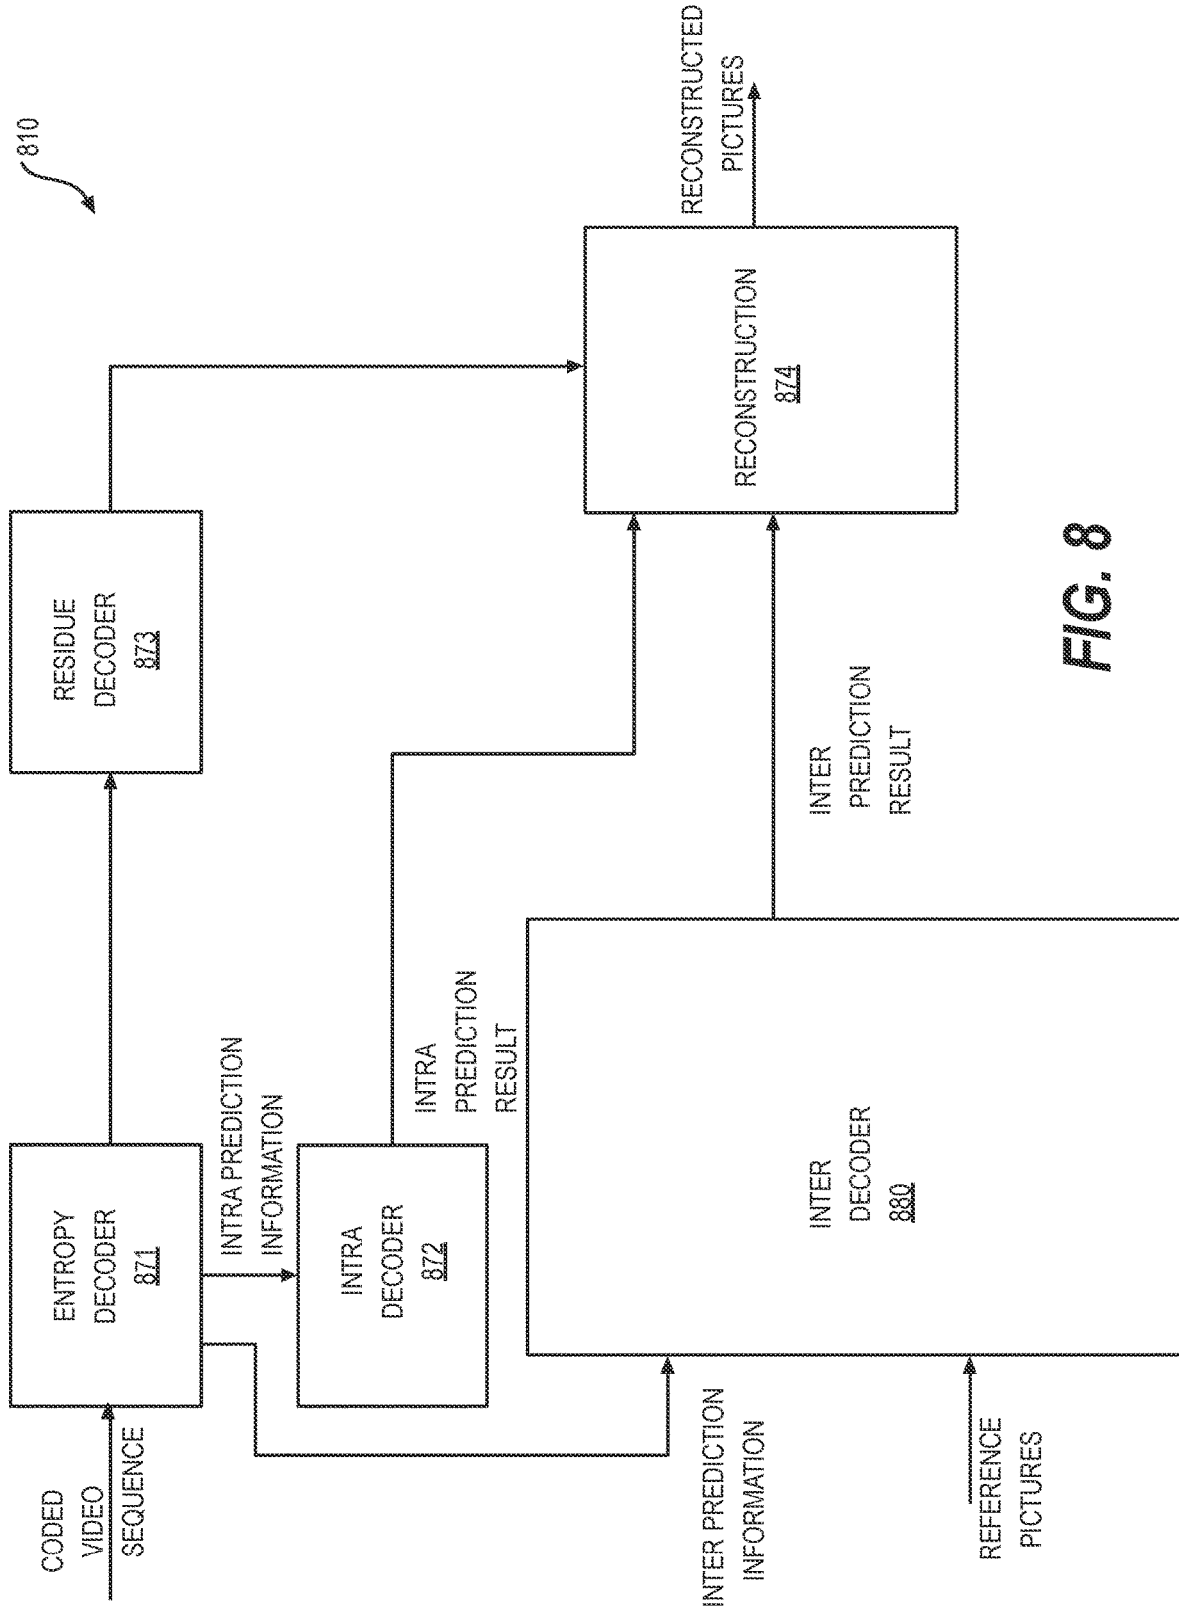 810
CODED
VIDEO
SEQUENCE
ENTROPY
DECODER
871
RESIDUE
DECODER
873
INTRA PREDICTION
INFORMATION
INTRA
DECODER
872
INTRA
PREDICTION
RESULT
RECONSTRUCTED
PICTURES
RECONSTRUCTION
874
INTER PREDICTION
INFORMATION
REFERENCE
PICTURES
INTER
DECODER
880
INTER
PREDICTION
RESULT
FIG. 8